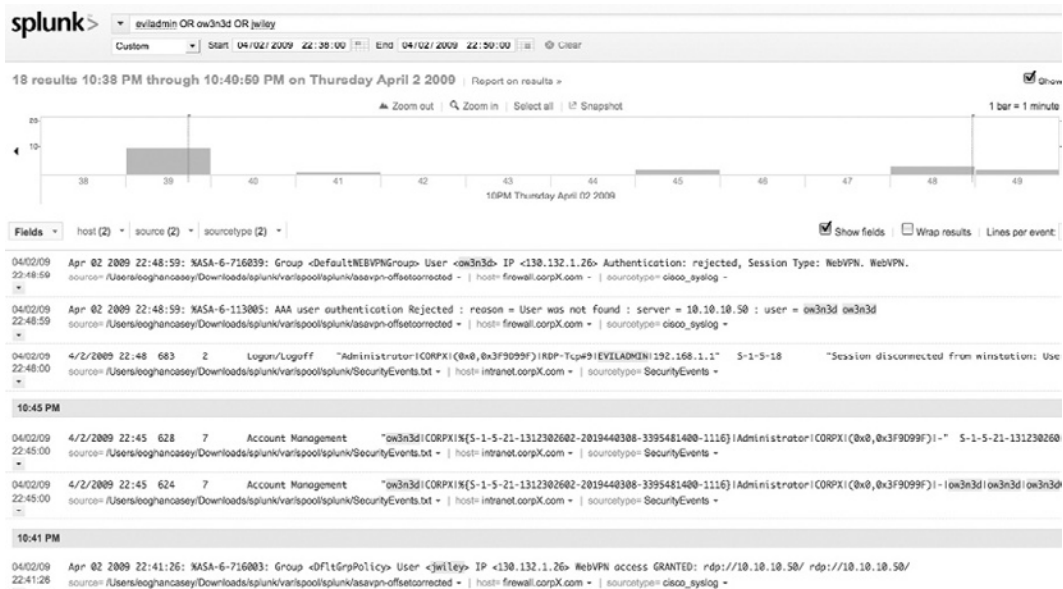 splunk>
eviladmin OR ow3n3d OR jwiley
Custom Start 04/02/2009 22:38:00 End 04/02/2009 22:50:00 Clear
18 results 10:38 PM through 10:49:59 PM on Thursday April 2 2009 | Report on results »
Show
Zoom out | Zoom in | Select all | Snapshot
1 bar = 1 minute
20
10
38 39 40 41 42 43 44 45 46 47 48 49
10PM Thursday April 02 2009
Fields host (2) source (2) sourcetype (2) Show fields Wrap results Lines per event:
04/02/09 Apr 02 2009 22:48:59: %ASA-6-716039: Group <DefaultWEBVPNGroup> User <ow3n3d> IP <130.132.1.26> Authentication: rejected, Session Type: WebVPN. WebVPN.
22:48:59 source= /Users/eoghancasey/Downloads/splunk/var/spool/splunk/asavpn-offsetcorrected | host= firewall.corpX.com | sourcetype= cisco_syslog
04/02/09 Apr 02 2009 22:48:59: %ASA-6-113005: AAA user authentication Rejected : reason = User was not found : server = 10.10.10.50 : user = ow3n3d ow3n3d
22:48:59 source= /Users/eoghancasey/Downloads/splunk/var/spool/splunk/asavpn-offsetcorrected | host= firewall.corpX.com | sourcetype= cisco_syslog
04/02/09 4/2/2009 22:48 683 2 Logon/Logoff "Administrator|CORPX|(0x0,0x3F9D99F)|RDP-Tcp#9|EVILADMIN|192.168.1.1" S-1-5-18 "Session disconnected from winstation: Use
22:48:00 source= /Users/eoghancasey/Downloads/splunk/var/spool/splunk/SecurityEvents.txt | host= intranet.corpX.com | sourcetype= SecurityEvents
10:45 PM
04/02/09 4/2/2009 22:45 628 7 Account Management "ow3n3d|CORPX|%{S-1-5-21-1312302602-2019440308-3395481400-1116}|Administrator|CORPX|(0x0,0x3F9D99F)|-" S-1-5-21-131230260
22:45:00 source= /Users/eoghancasey/Downloads/splunk/var/spool/splunk/SecurityEvents.txt | host= intranet.corpX.com | sourcetype= SecurityEvents
04/02/09 4/2/2009 22:45 624 7 Account Management "ow3n3d|CORPX|%{S-1-5-21-1312302602-2019440308-3395481400-1116}|Administrator|CORPX|(0x0,0x3F9D99F)|-|ow3n3d|ow3n3d|ow3n3d
22:45:00 source= /Users/eoghancasey/Downloads/splunk/var/spool/splunk/SecurityEvents.txt | host= intranet.corpX.com | sourcetype= SecurityEvents
10:41 PM
04/02/09 Apr 02 2009 22:41:26: %ASA-6-716003: Group <DfltGrpPolicy> User <jwiley> IP <130.132.1.26> WebVPN access GRANTED: rdp://10.10.10.50/ rdp://10.10.10.50/
22:41:26 source= /Users/eoghancasey/Downloads/splunk/var/spool/splunk/asavpn-offsetcorrected | host= firewall.corpX.com | sourcetype= cisco_syslog